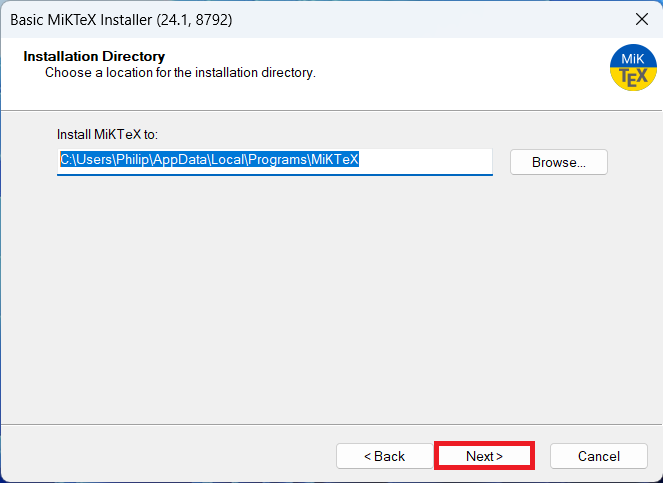 Basic MiKTeX Installer (24.1, 8792)
Installation Directory
Choose a location for the installation directory.
MiK
TEX
Install MiKTeX to:
C:\Users\Philip\AppData\Local\Programs\MiKTeX
Browse...
< Back
Next >
Cancel